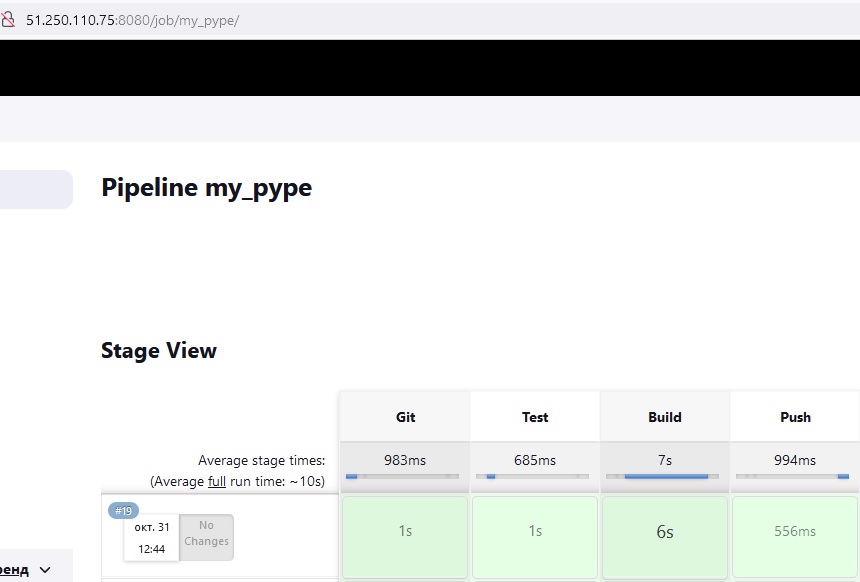 51.250.110.75:8080/job/my_pype/
Pipeline my_pype
Stage View
Git Test Build Push
Average stage times:
(Average full run time: ~10s)
983ms 685ms 7s 994ms
#19
окт. 31
12:44
No
Changes
1s 1s 6s 556ms